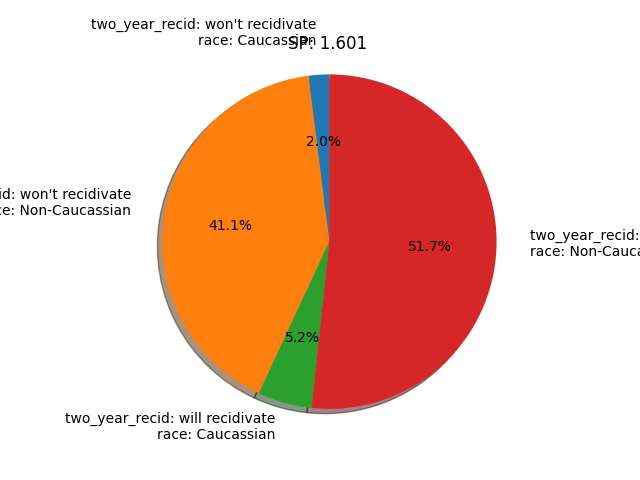 two_year_recid: won't recidivate
race: Caucassian
SP: 1.601
2.0%
id: won't recidivate
ce: Non-Caucassian
41.1%
51.7%
two_year_recid:
race: Non-Cauca
5.2%
two_year_recid: will recidivate
race: Caucassian